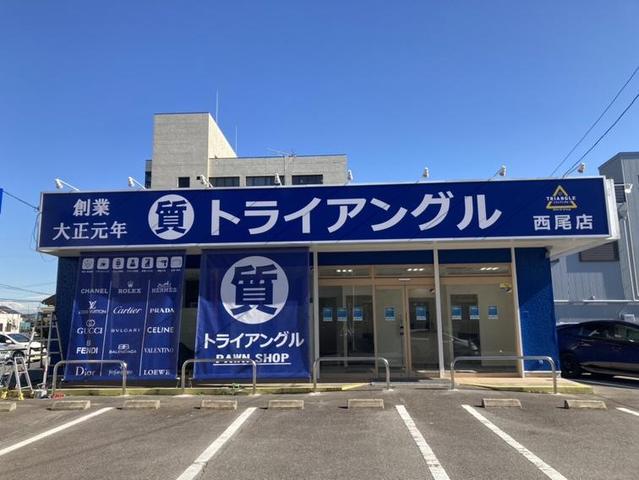 創業
大正元年
質 トライアングル
TRIANGLE
西尾店
CHANEL ROLEX HERMES
LOUIS VUITTON Cartier PRADA
GUCCI BVLGARI CELINE
FENDI BALENCIAGA VALENTINO
Dior LOEWE
質
トライアングル
PAWN SHOP